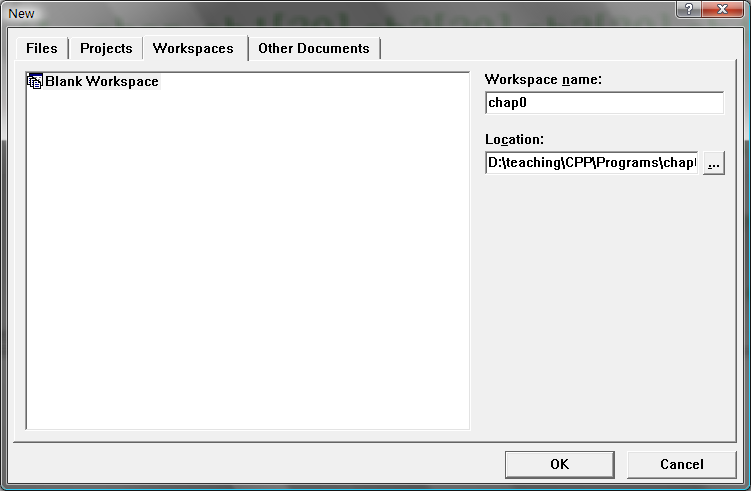 New
Files Projects Workspaces Other Documents
Blank Workspace
Workspace name:
chap0
Location:
D:\teaching\CPP\Programs\chap
...
OK Cancel